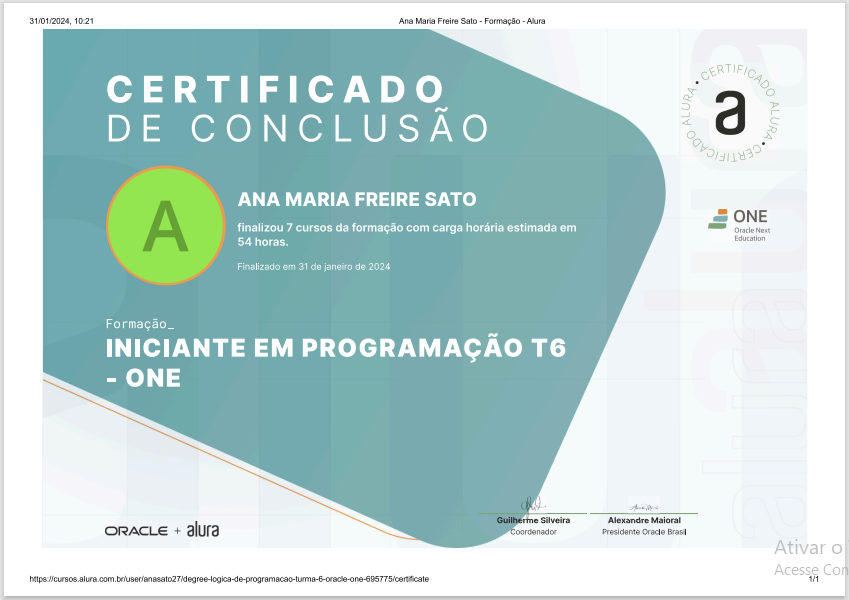 31/01/2024, 10:21
Ana Maria Freire Sato - Formação - Alura
CERTIFICADO
DE CONCLUSÃO
CERTIFICADO ALURA • CERTIFICADO ALURA •
a
A
ANA MARIA FREIRE SATO
finalizou 7 cursos da formação com carga horária estimada em
54 horas.
Finalizado em 31 de janeiro de 2024
ONE
Oracle Next
Education
Formação_
INICIANTE EM PROGRAMAÇÃO T6
- ONE
alura
ORACLE + alura
Guilherme Silveira
Coordenador
Alexandre Maioral
Presidente Oracle Brasil
Ativar o
Acesse Con
https://cursos.alura.com.br/user/anasato27/degree-logica-de-programacao-turma-6-oracle-one-695775/certificate
1/1